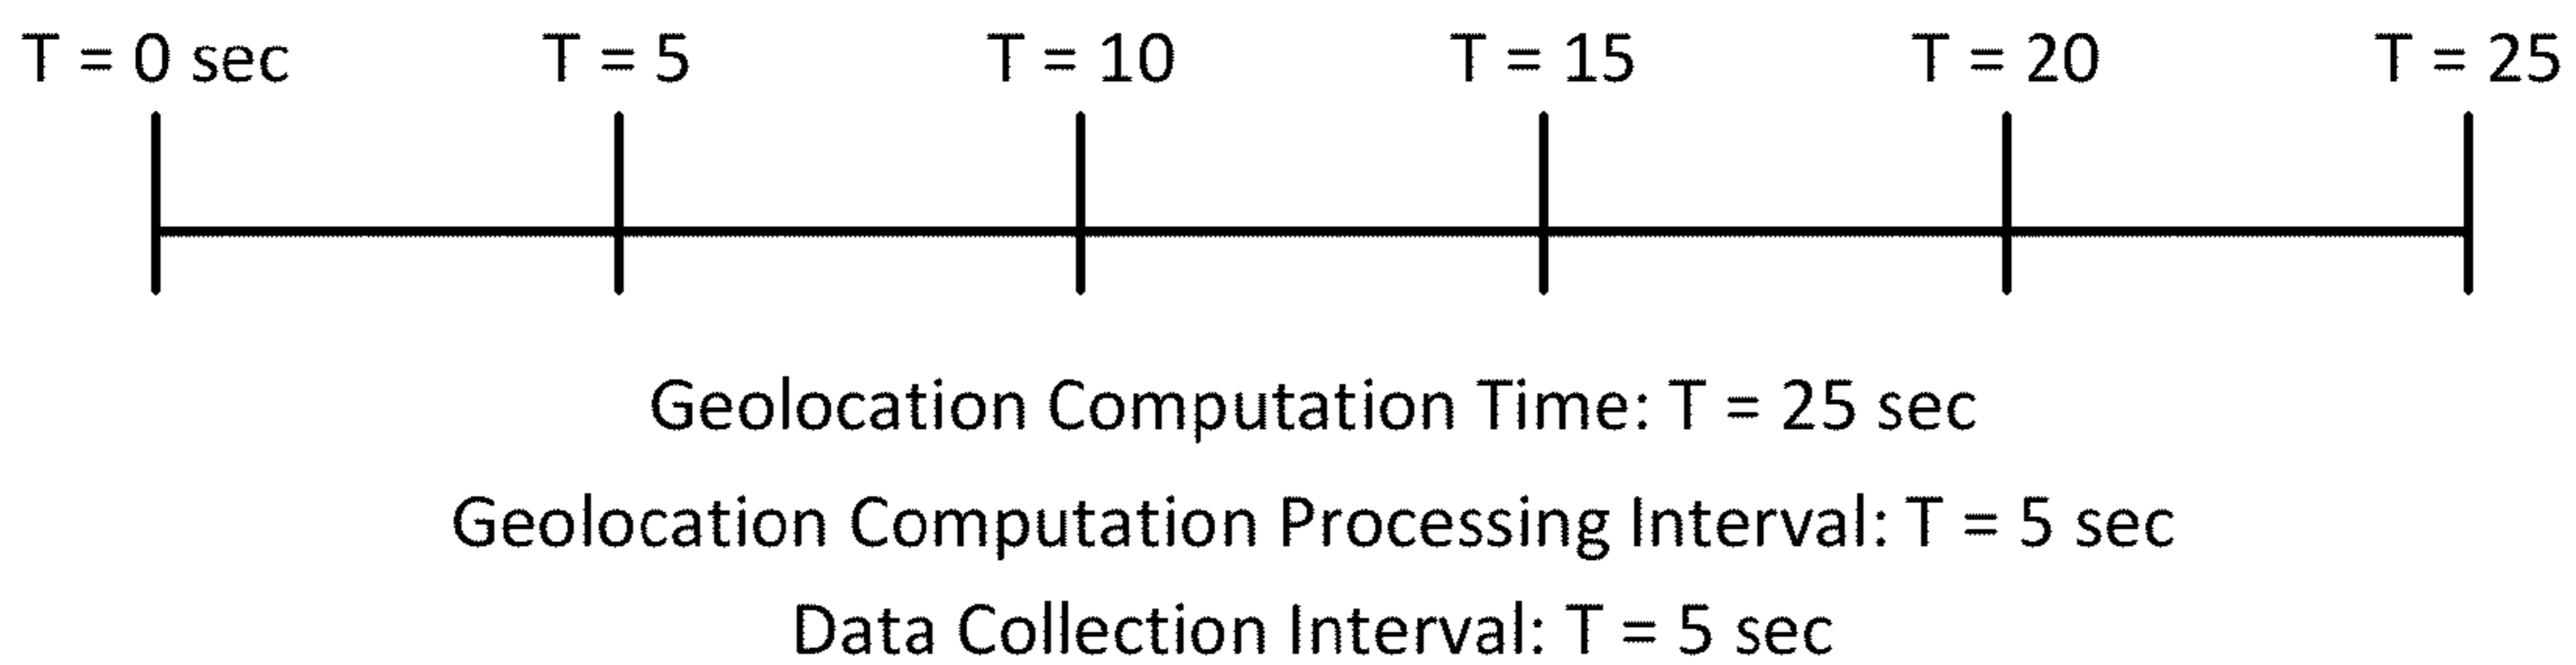 T = 0 sec T = 5 T = 10 T = 15 T = 20 T = 25
Geolocation Computation Time: T = 25 sec
Geolocation Computation Processing Interval: T = 5 sec
Data Collection Interval: T = 5 sec